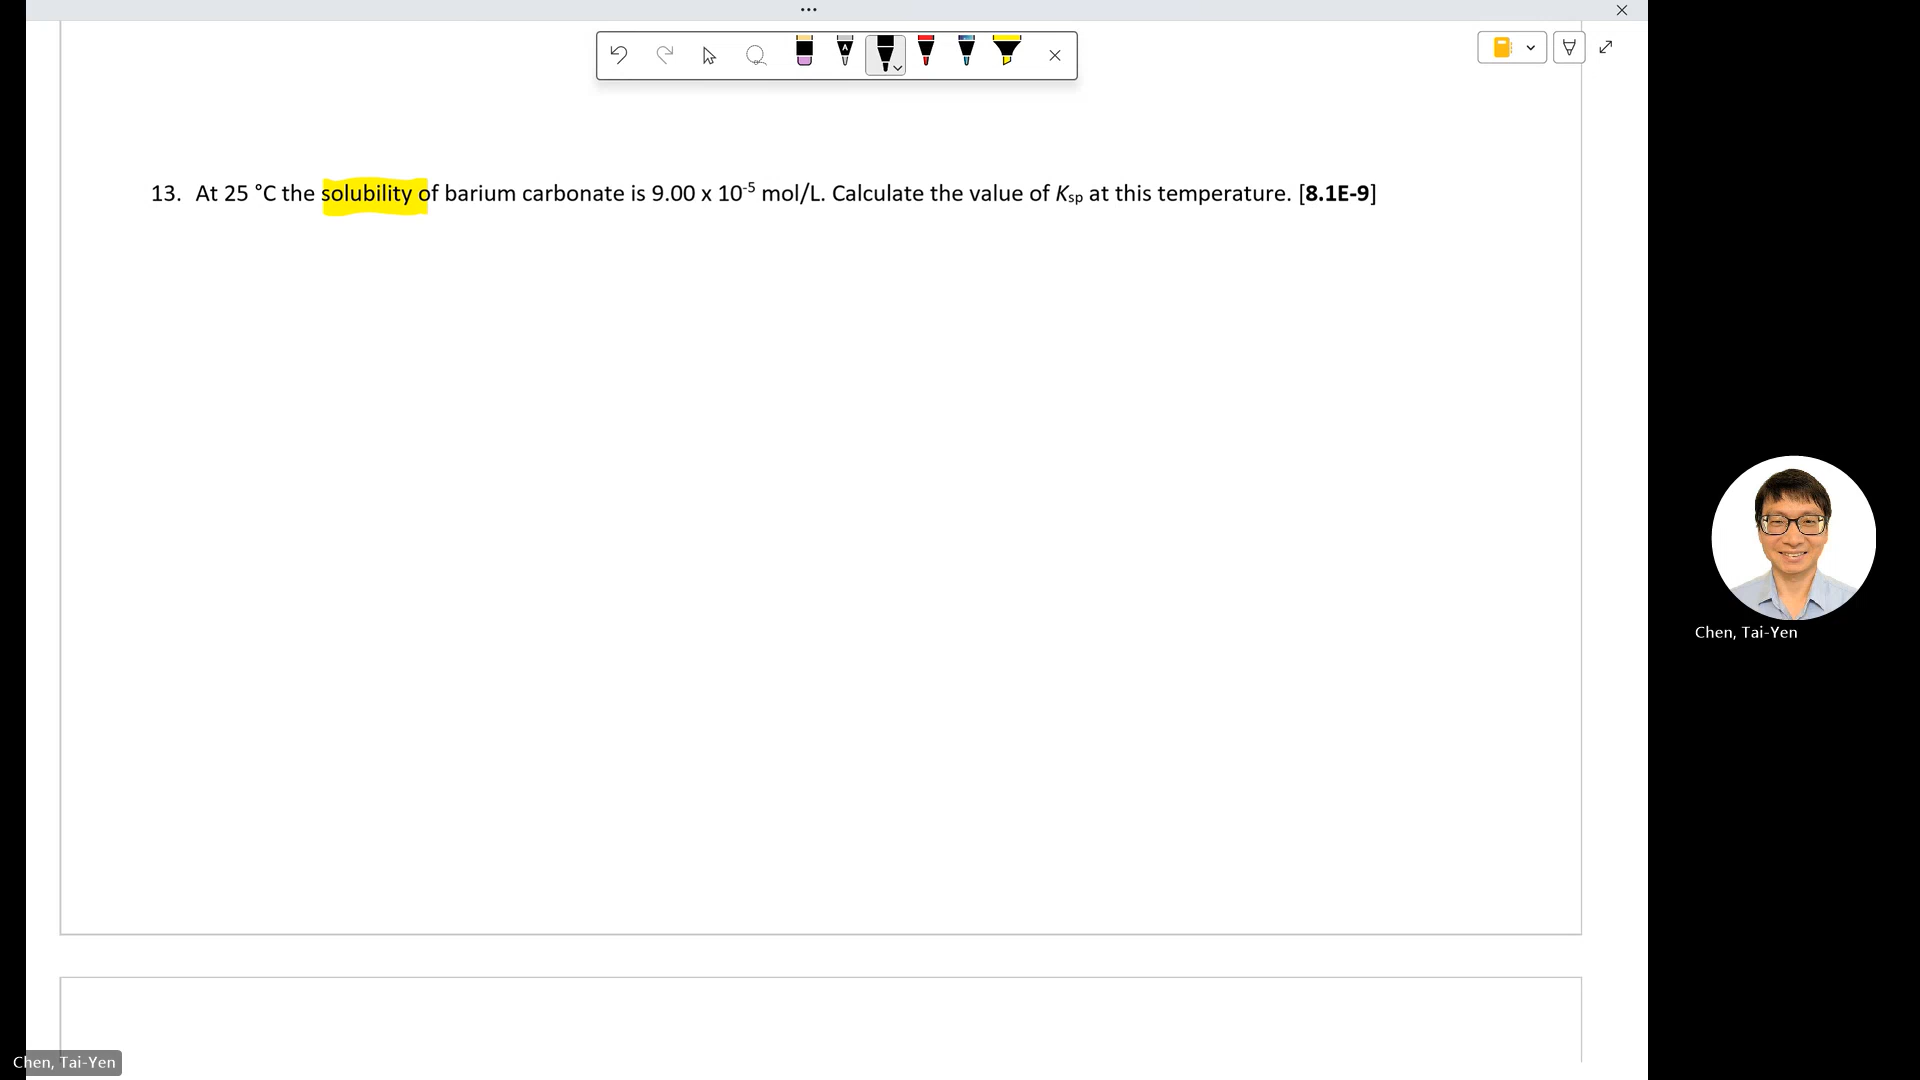 13. At 25 °C the solubility of barium carbonate is 9.00 x 10⁻⁵ mol/L. Calculate the value of Kₛₚ at this temperature. [8.1E-9]
Chen, Tai-Yen
Chen, Tai-Yen